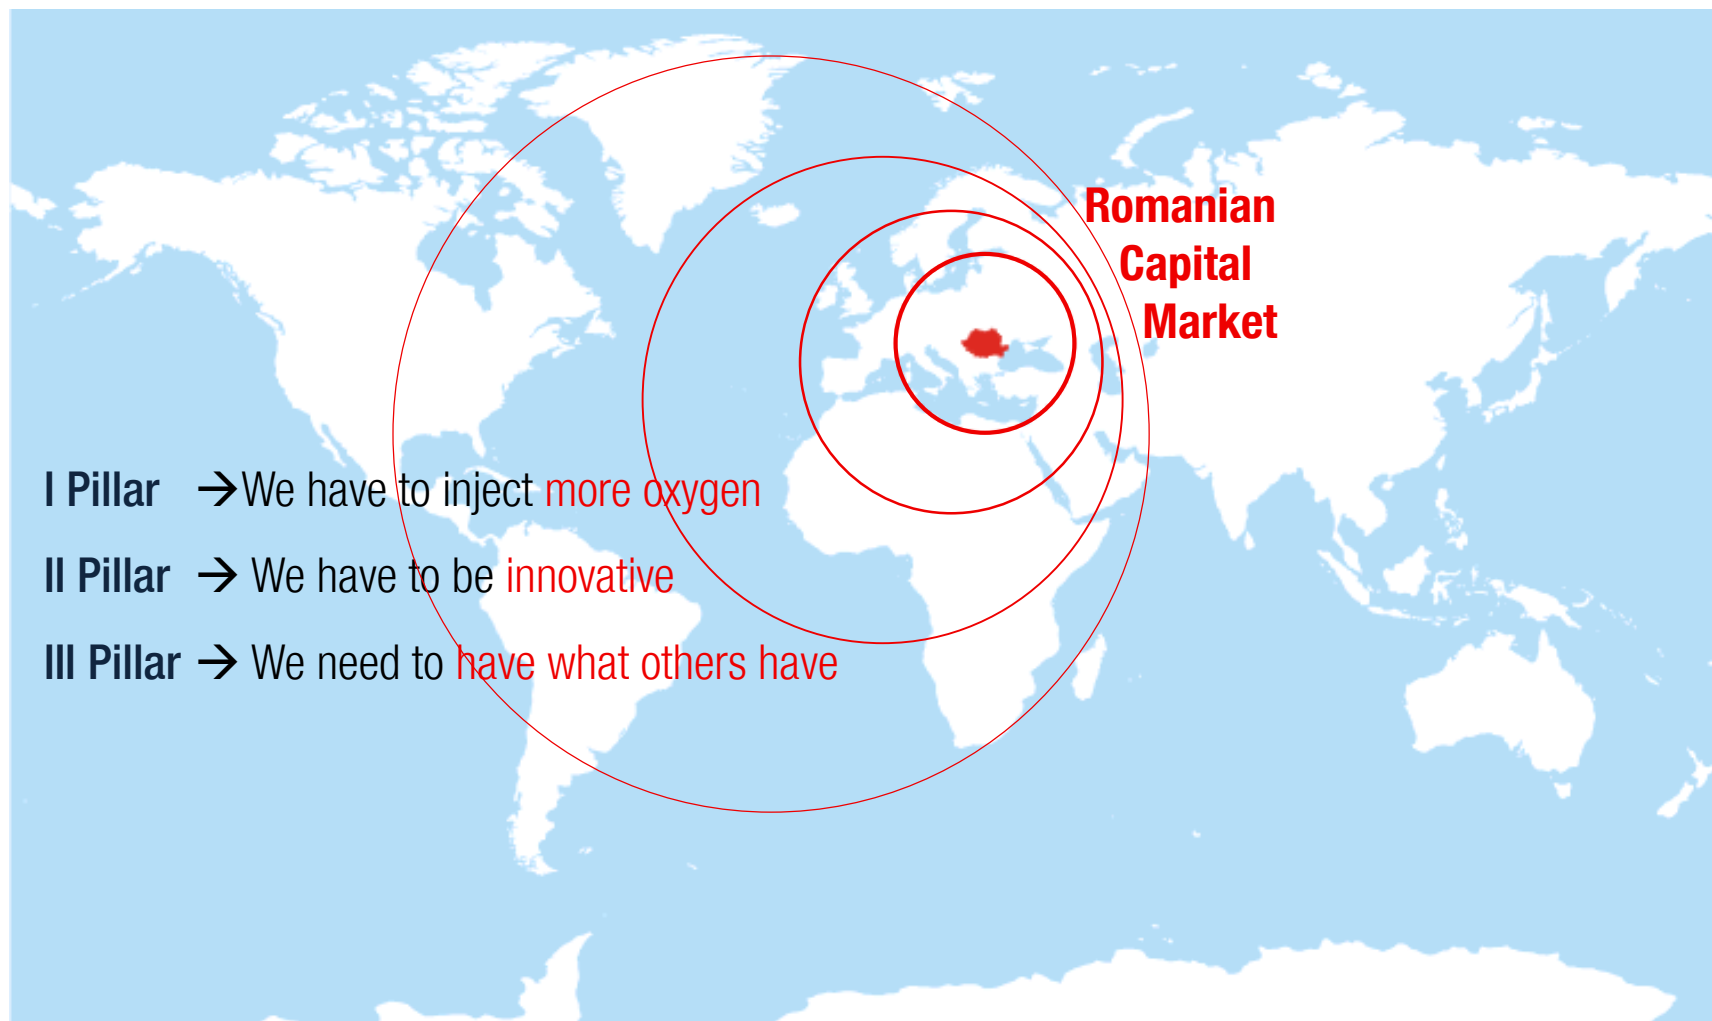 Romanian
Capital
Market
I Pillar → We have to inject more oxygen
II Pillar → We have to be innovative
III Pillar → We need to have what others have